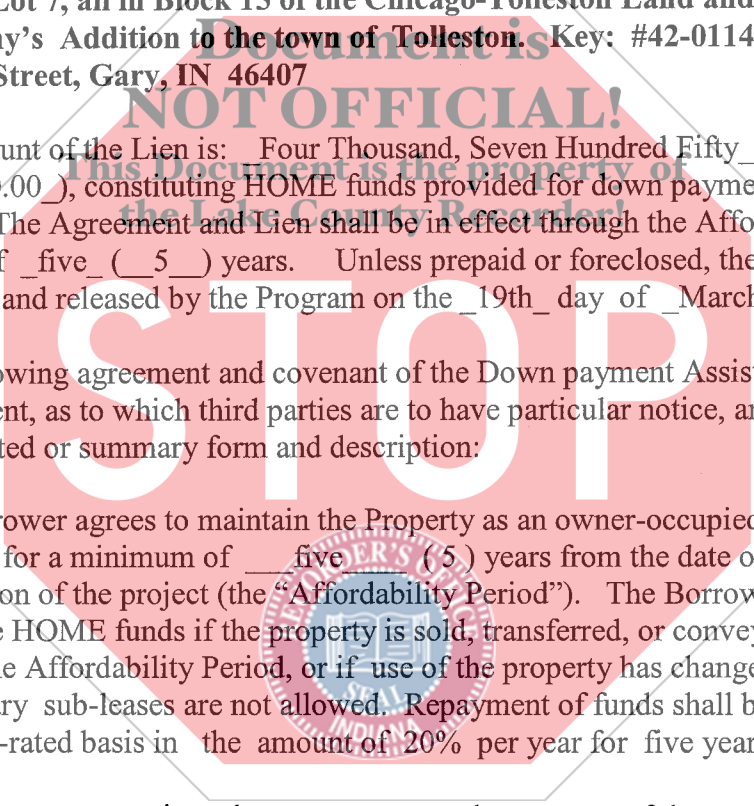 Lot 7, all in Block 15 of the Chicago-Tolleston Land and
ny's Addition to the town of Tolleston. Key: #42-0114
Street, Gary, IN 46407
Document is
NOT OFFICIAL!
This Document is the property of
the Lake County Recorder!
unt of the Lien is: _Four Thousand, Seven Hundred Fifty_
0.00_), constituting HOME funds provided for down payme
The Agreement and Lien shall be in effect through the Affo
f _five_ (__5__) years. Unless prepaid or foreclosed, the
and released by the Program on the _19th_ day of _March
owing agreement and covenant of the Down payment Assis
ent, as to which third parties are to have particular notice, a
ted or summary form and description:
STOP
rower agrees to maintain the Property as an owner-occupied
for a minimum of ___five_____ ( 5 ) years from the date o
on of the project (the “Affordability Period”). The Borrow
e HOME funds if the property is sold, transferred, or convey
e Affordability Period, or if use of the property has change
ry sub-leases are not allowed. Repayment of funds shall b
-rated basis in the amount of 20% per year for five year
RECORDER'S OF
SEAL
INDIANA